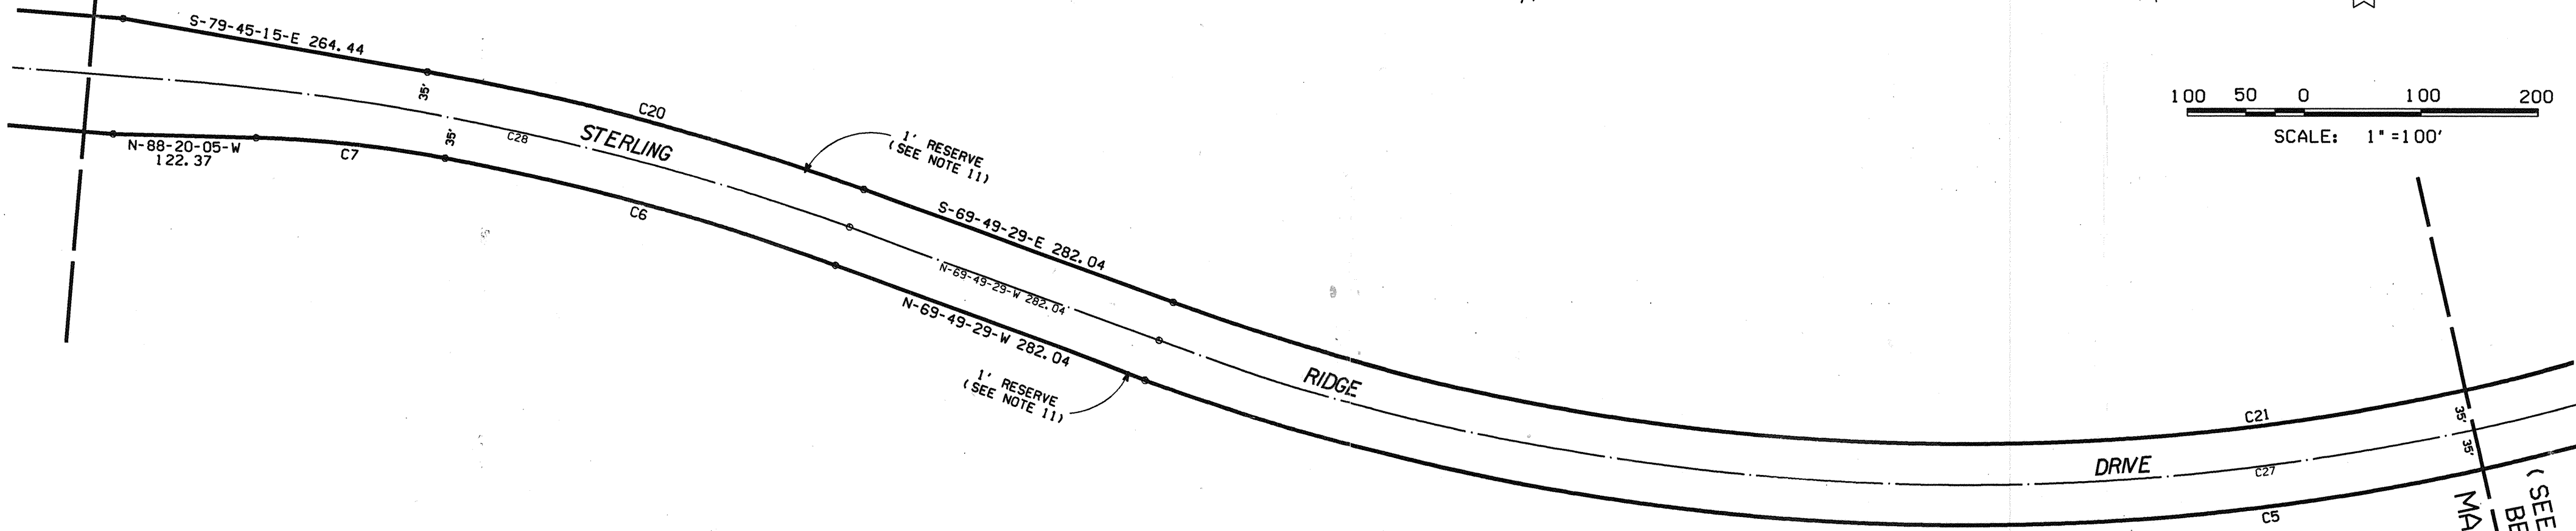 S-79-45-15-E 264.44
35'
C20
C28
STERLING
35'
N-88-20-05-W
122.37
C7
C6
1' RESERVE
(SEE NOTE 11)
S-69-49-29-E 282.04
N-69-49-29-W 282.04
N-69-49-29-W 282.04
1' RESERVE
(SEE NOTE 11)
RIDGE
100 50 0 100 200
SCALE: 1"=100'
C21
35'
35'
DRIVE
C27
C5
(SEE
BE
MA